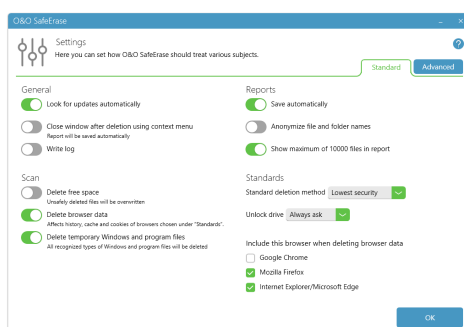 O&O SafeErase
Settings
Here you can set how O&O SafeErase should treat various subjects.
Standard
Advanced
General
Look for updates automatically
Close window after deletion using context menu
Report will be saved automatically
Write log
Reports
Save automatically
Anonymize file and folder names
Show maximum of 10000 files in report
Scan
Delete free space
Unsafely deleted files will be overwritten
Delete browser data
Affects history, cache and cookies of browsers chosen under "Standards".
Delete temporary Windows and program files
All recognized types of Windows and program files will be deleted
Standards
Standard deletion method Lowest security
Unlock drive Always ask
Include this browser when deleting browser data
Google Chrome
Mozilla Firefox
Internet Explorer/Microsoft Edge
OK